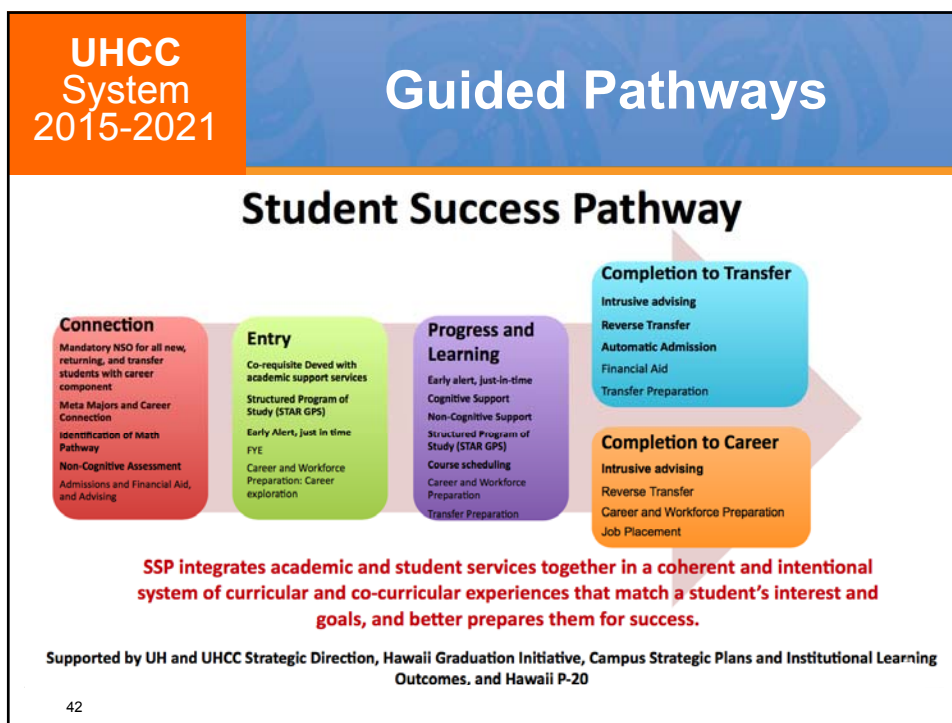 UHCC
System
2015-2021
Guided Pathways
Student Success Pathway
Connection
Mandatory NSO for all new,
returning, and transfer
students with career
component
Meta Majors and Career
Connection
Identification of Math
Pathway
Non-Cognitive Assessment
Admissions and Financial Aid,
and Advising
Entry
Co-requisite Deved with
academic support services
Structured Program of
Study (STAR GPS)
Early Alert, just in time
FYE
Career and Workforce
Preparation: Career
exploration
Progress and
Learning
Early alert, just-in-time
Cognitive Support
Non-Cognitive Support
Structured Program of
Study (STAR GPS)
Course scheduling
Career and Workforce
Preparation
Transfer Preparation
Completion to Transfer
Intrusive advising
Reverse Transfer
Automatic Admission
Financial Aid
Transfer Preparation
Completion to Career
Intrusive advising
Reverse Transfer
Career and Workforce Preparation
Job Placement
SSP integrates academic and student services together in a coherent and intentional
system of curricular and co-curricular experiences that match a student's interest and
goals, and better prepares them for success.
Supported by UH and UHCC Strategic Direction, Hawaii Graduation Initiative, Campus Strategic Plans and Institutional Learning
Outcomes, and Hawaii P-20
42